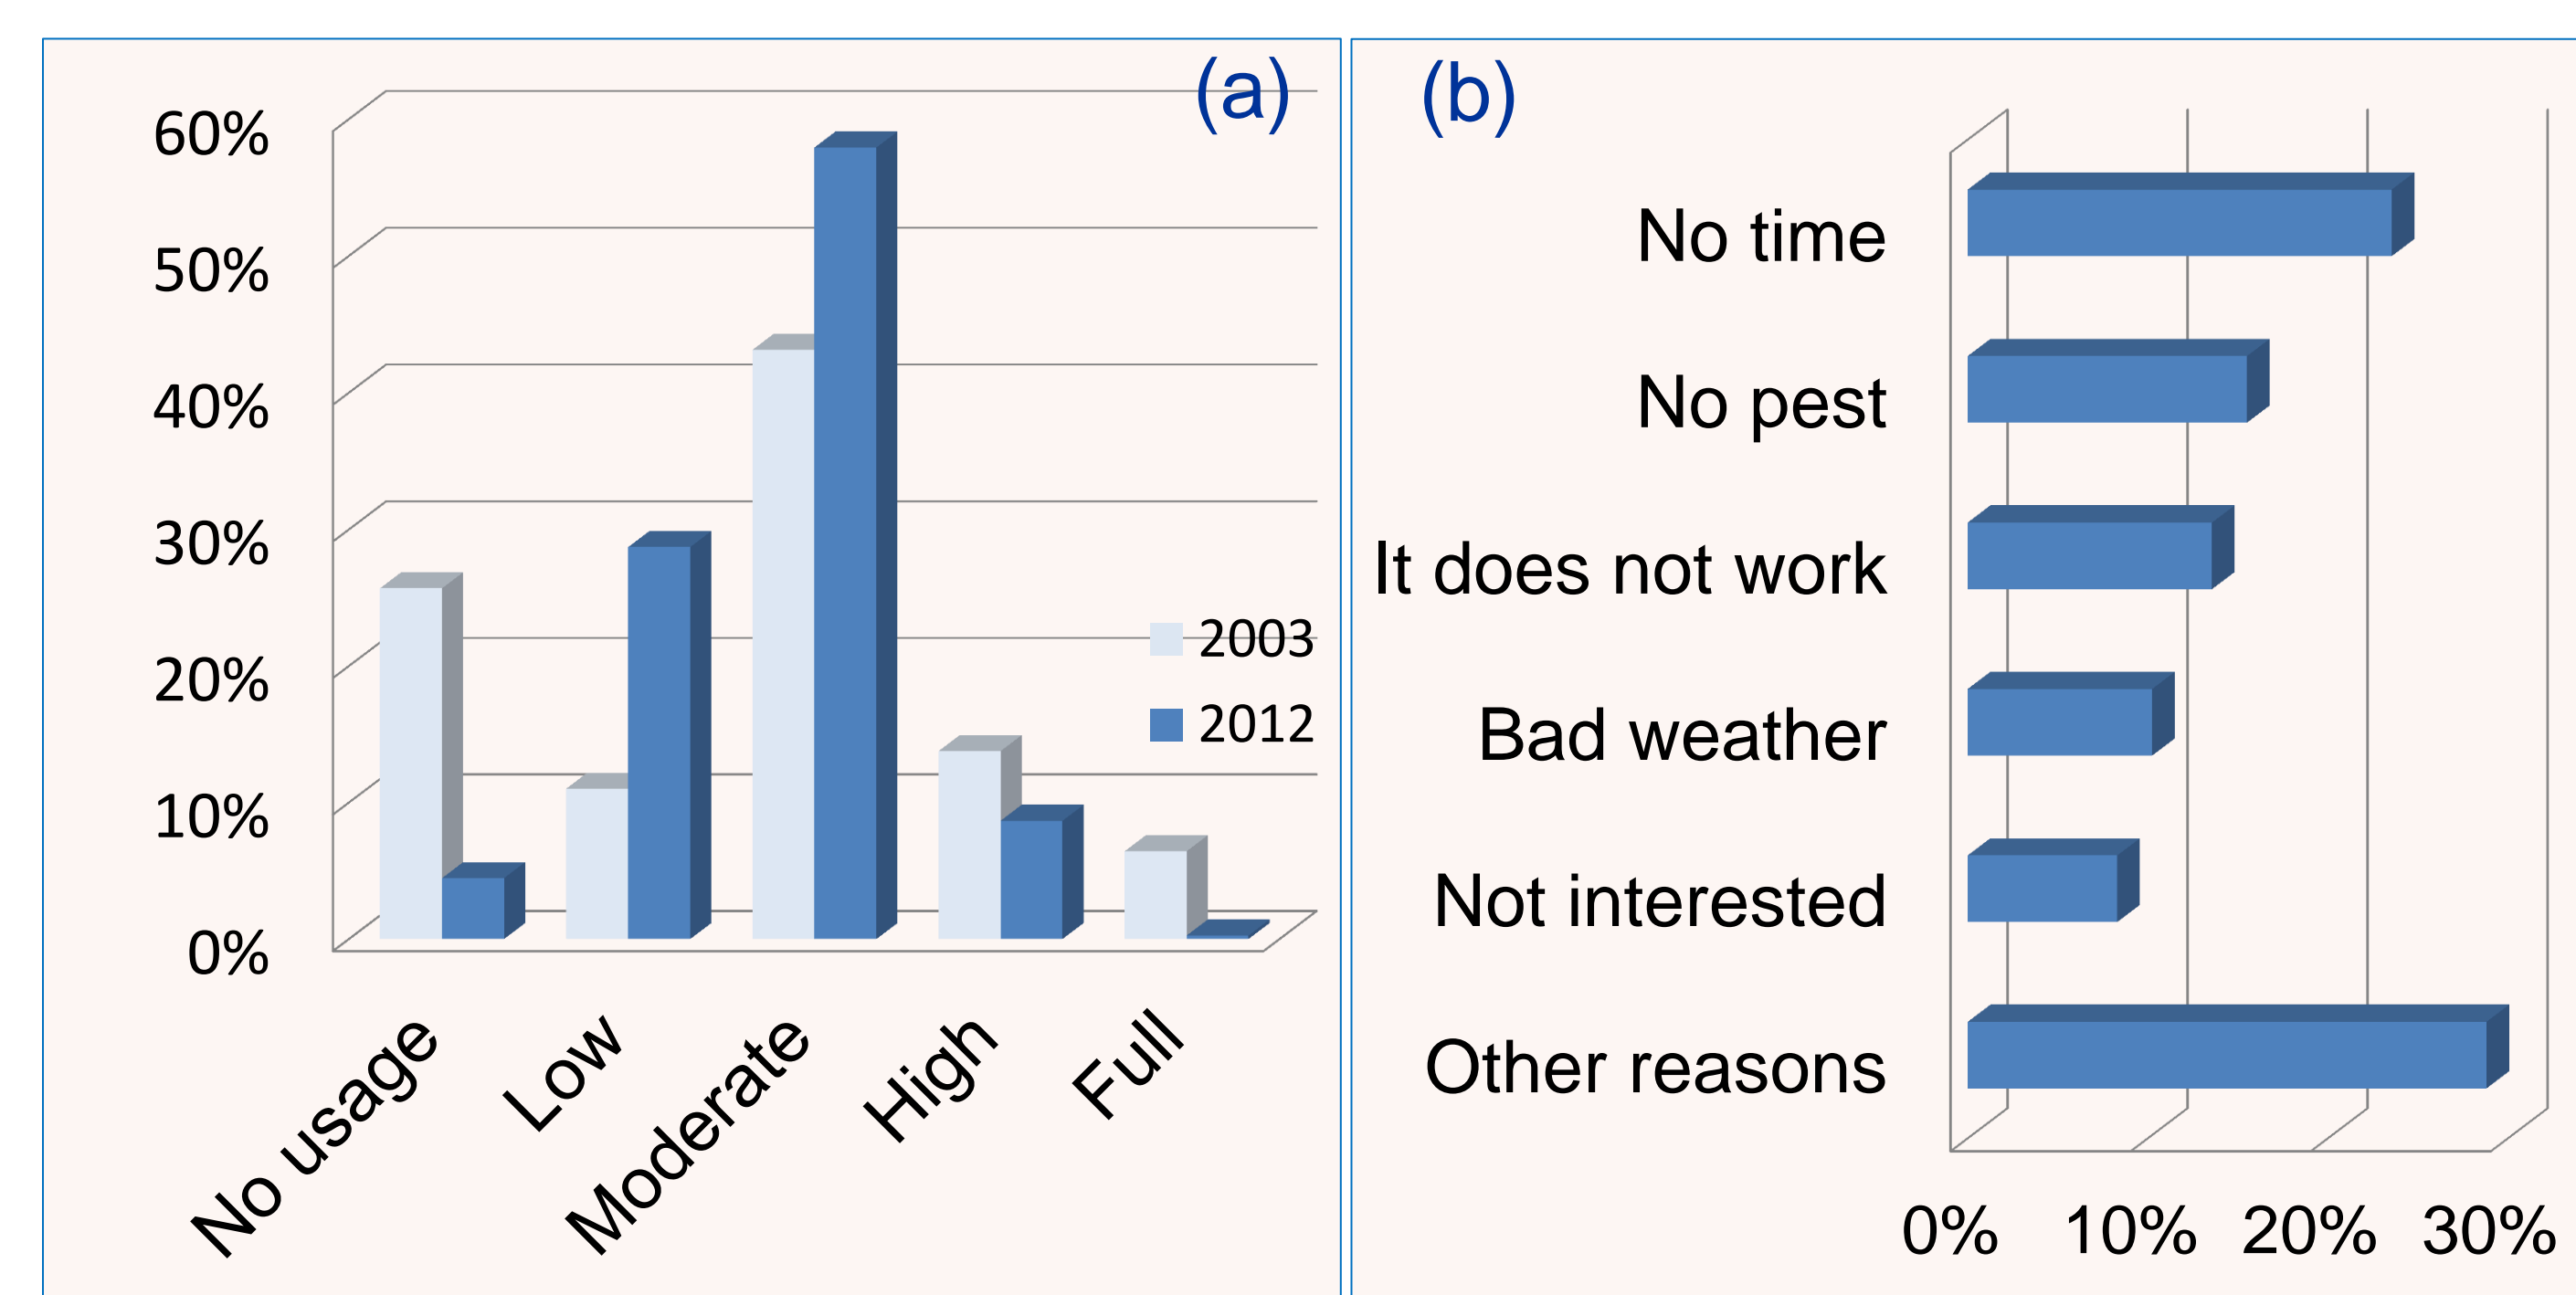 (a)
60%
50%
40%
30%
20%
10%
0%
2003
2012
No usage
Low
Moderate
High
Full
(b)
No time
No pest
It does not work
Bad weather
Not interested
Other reasons
0% 10% 20% 30%